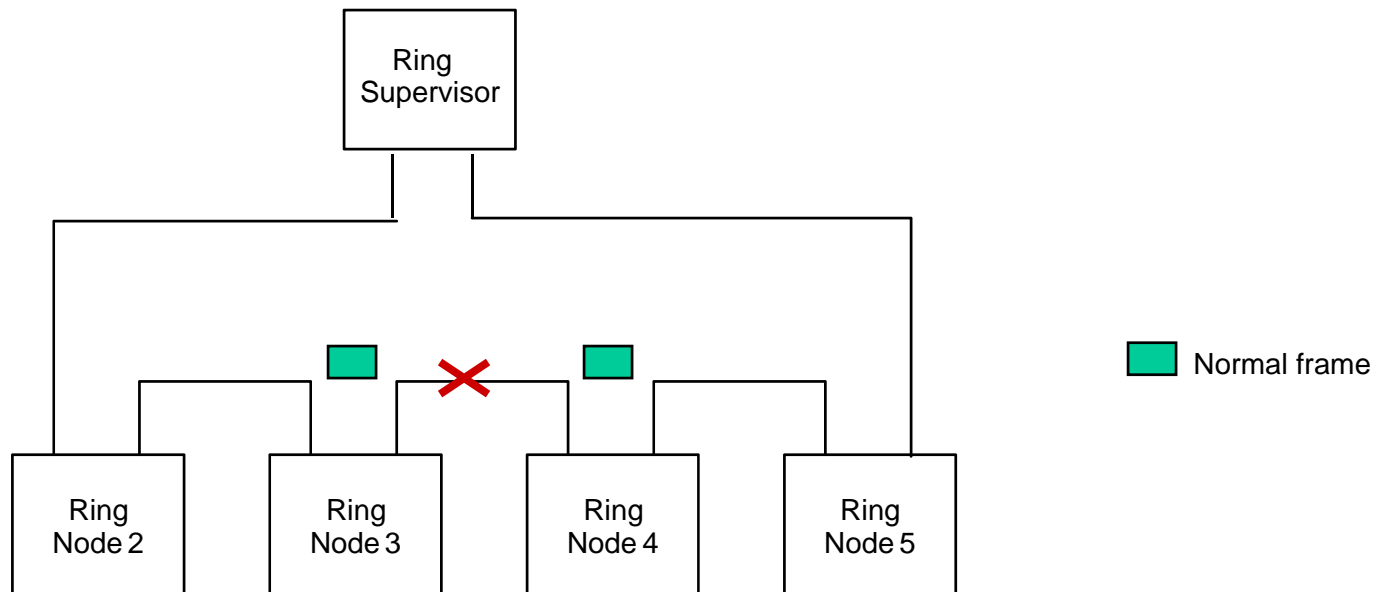 Ring
Supervisor
Normal frame
Ring
Node 2
Ring
Node 3
Ring
Node 4
Ring
Node 5